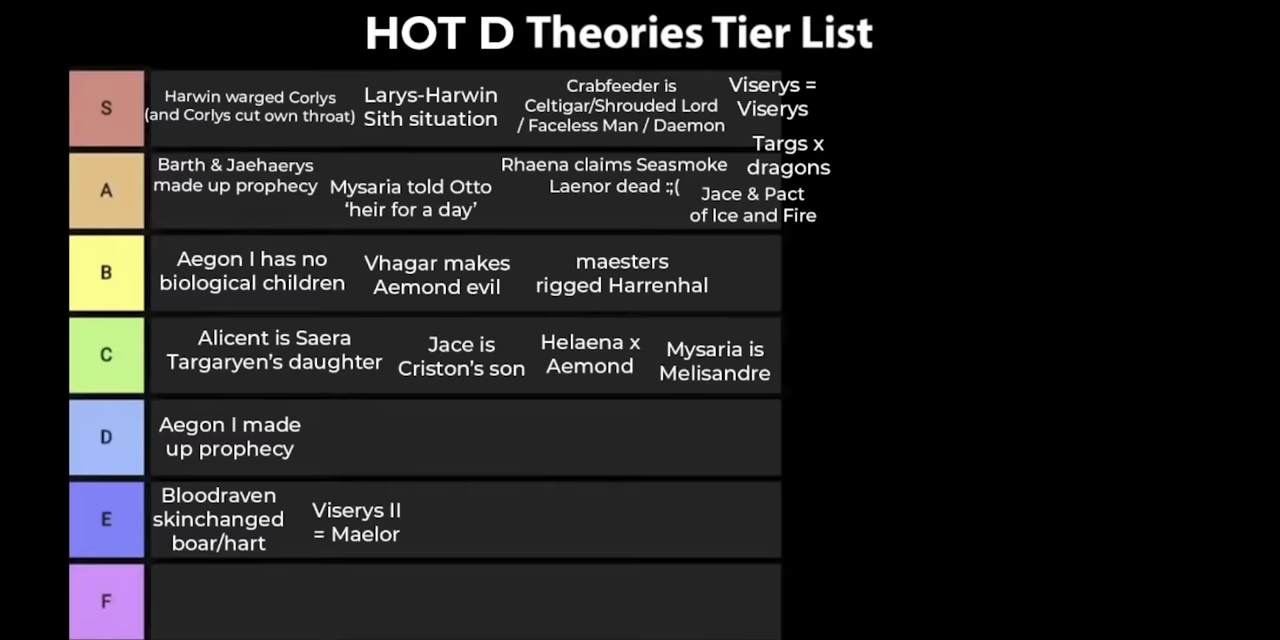 HOT D Theories Tier List
S
Harwin warged Corlys
(and Corlys cut own throat)
Larys-Harwin
Sith situation
Crabfeeder is
Celtigar/Shrouded Lord
/ Faceless Man / Daemon
Viserys =
Viserys
Targs x
dragons
A
Barth & Jaehaerys
made up prophecy
Mysaria told Otto
‘heir for a day’
Rhaena claims Seasmoke
Laenor dead :;(
Jace & Pact
of Ice and Fire
B
Aegon I has no
biological children
Vhagar makes
Aemond evil
maesters
rigged Harrenhal
C
Alicent is Saera
Targaryen’s daughter
Jace is
Criston’s son
Helaena x
Aemond
Mysaria is
Melisandre
D
Aegon I made
up prophecy
E
Bloodraven
skinchanged
boar/hart
Viserys II
= Maelor
F